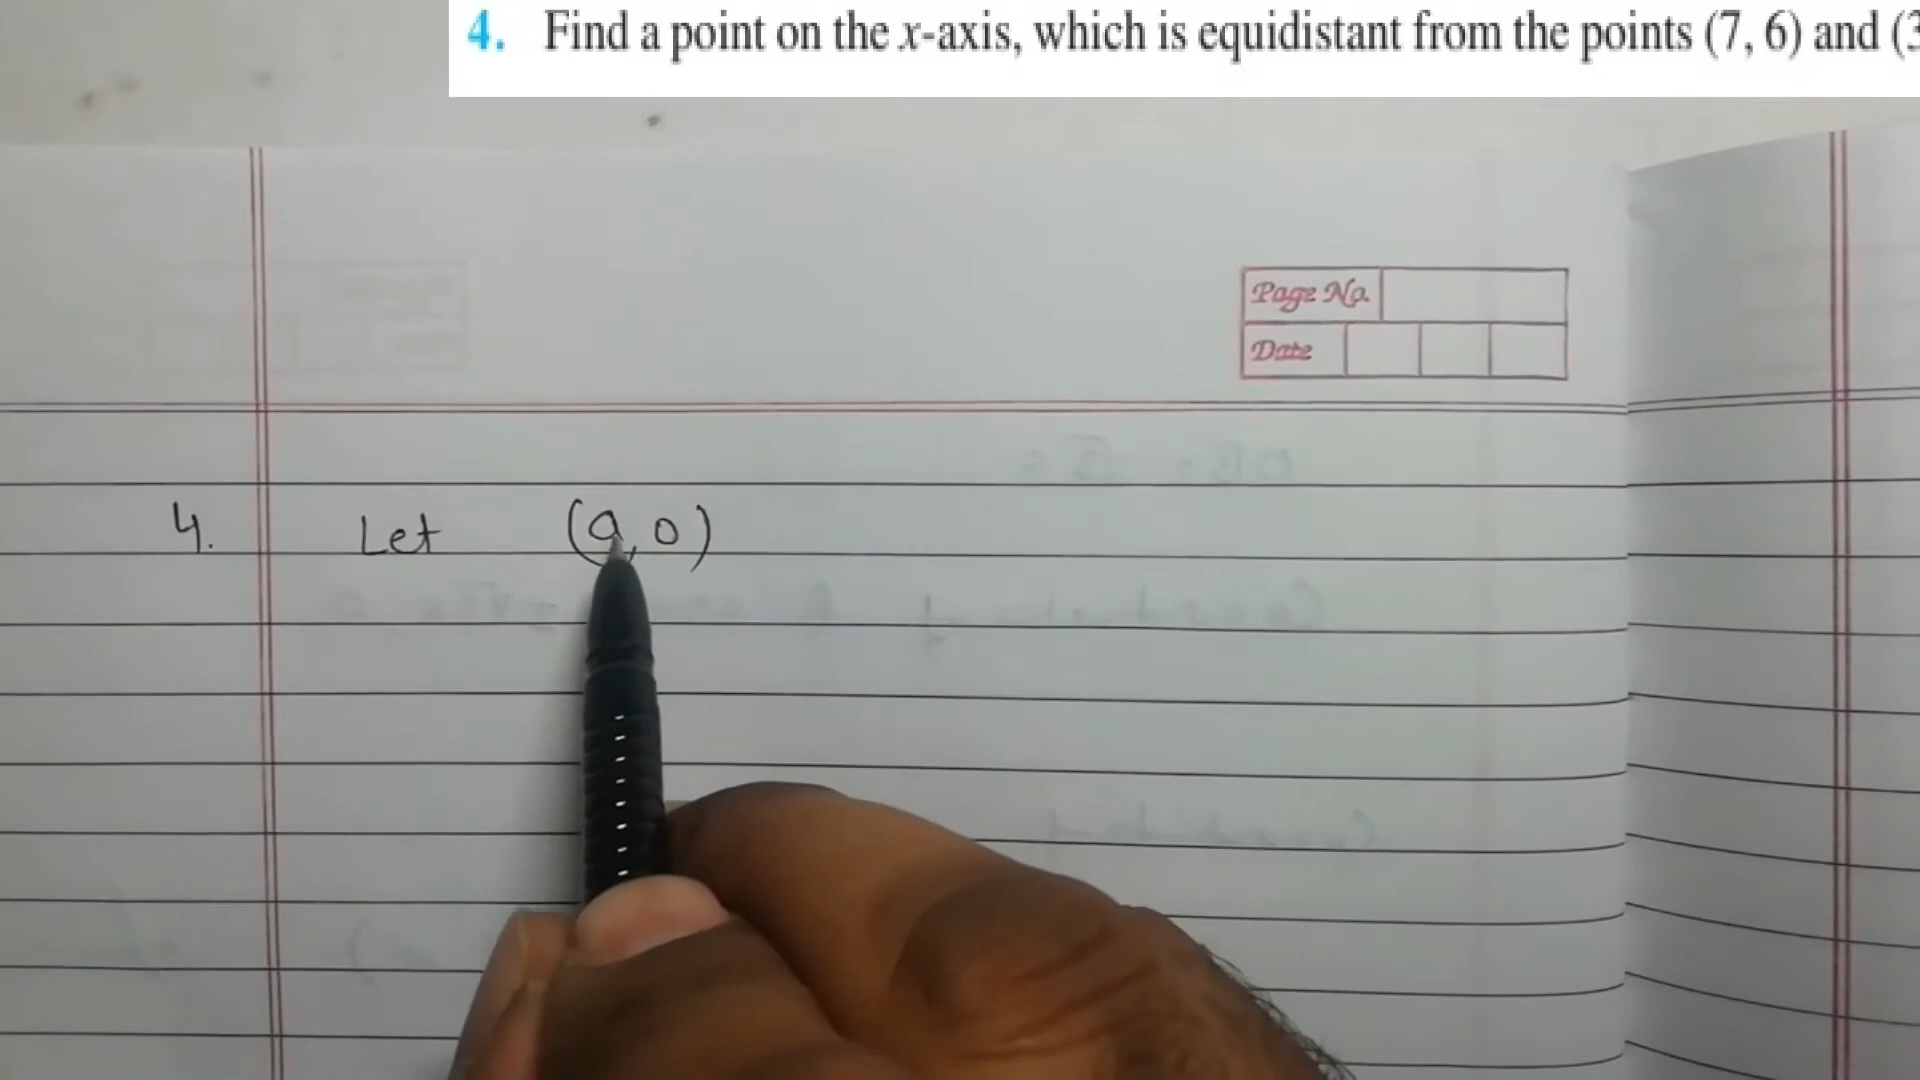 4. Find a point on the x-axis, which is equidistant from the points (7, 6) and (3
Page No.
Date
4. Let (a, 0)